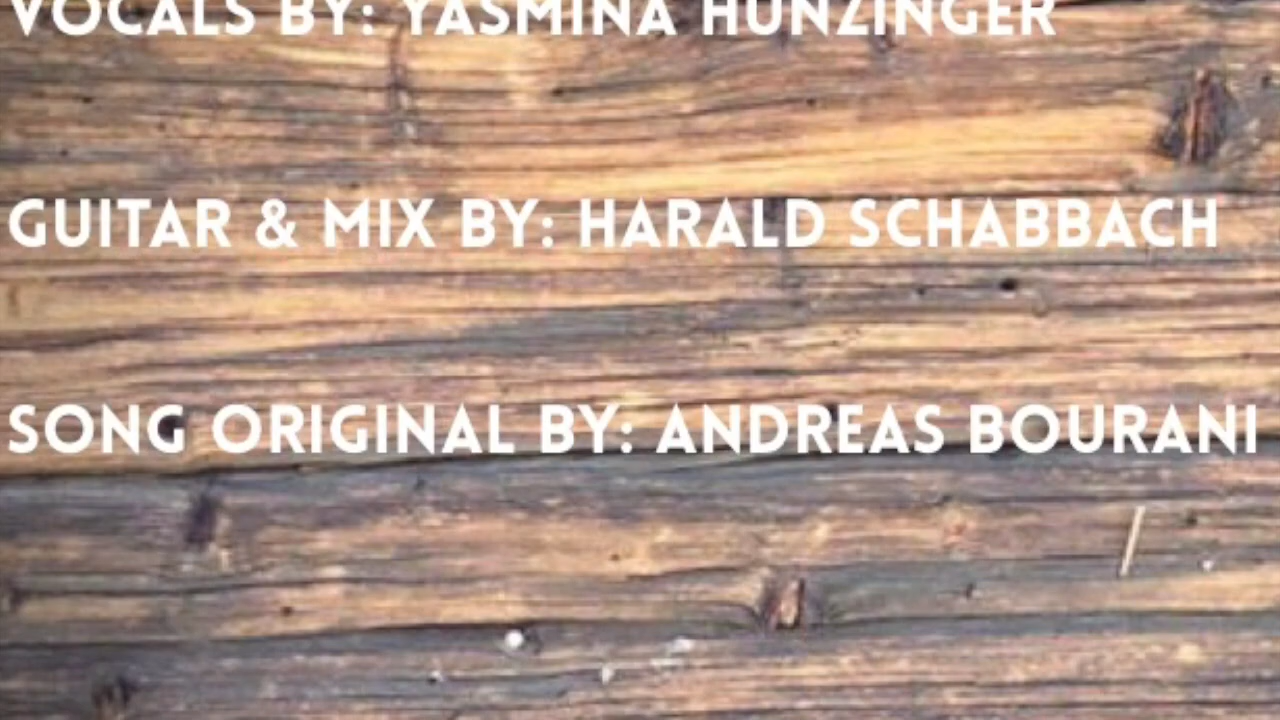 VOCALS BY: YASMINA HUNZINGER
GUITAR & MIX BY: HARALD SCHABBACH
SONG ORIGINAL BY: ANDREAS BOURANI